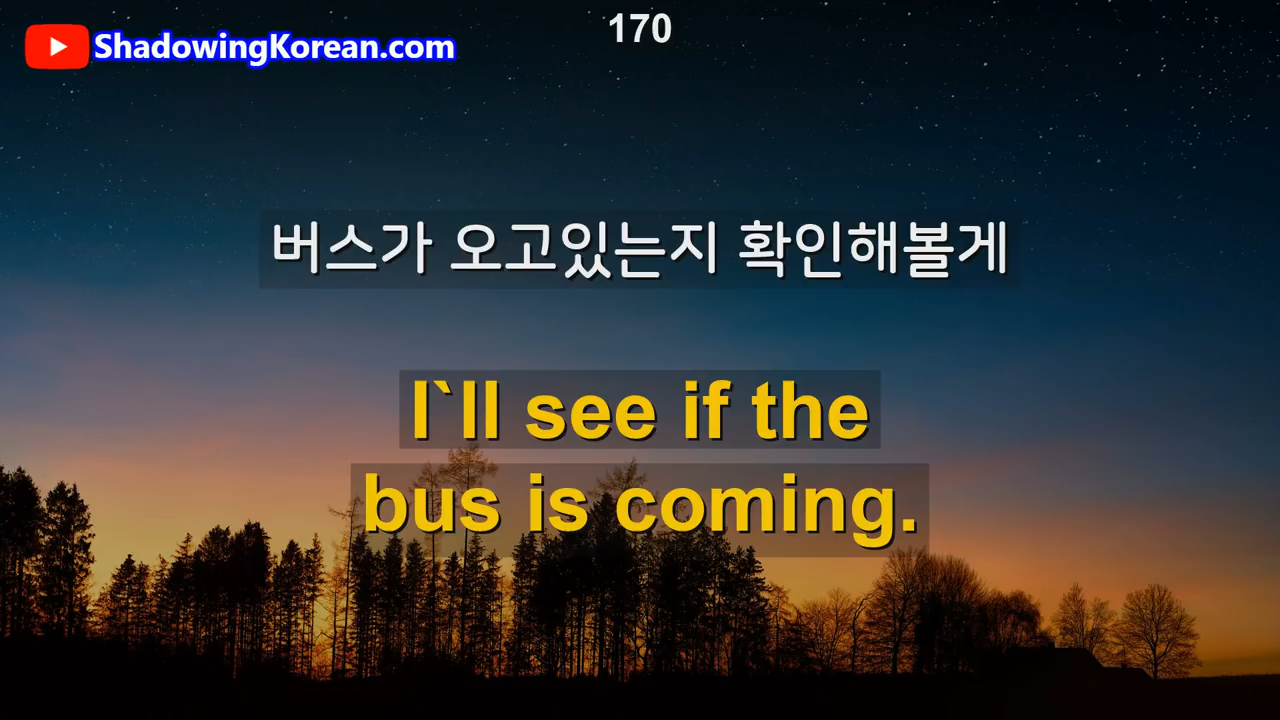 170
ShadowingKorean.com
버스가 오고있는지 확인해볼게
I`ll see if the
bus is coming.